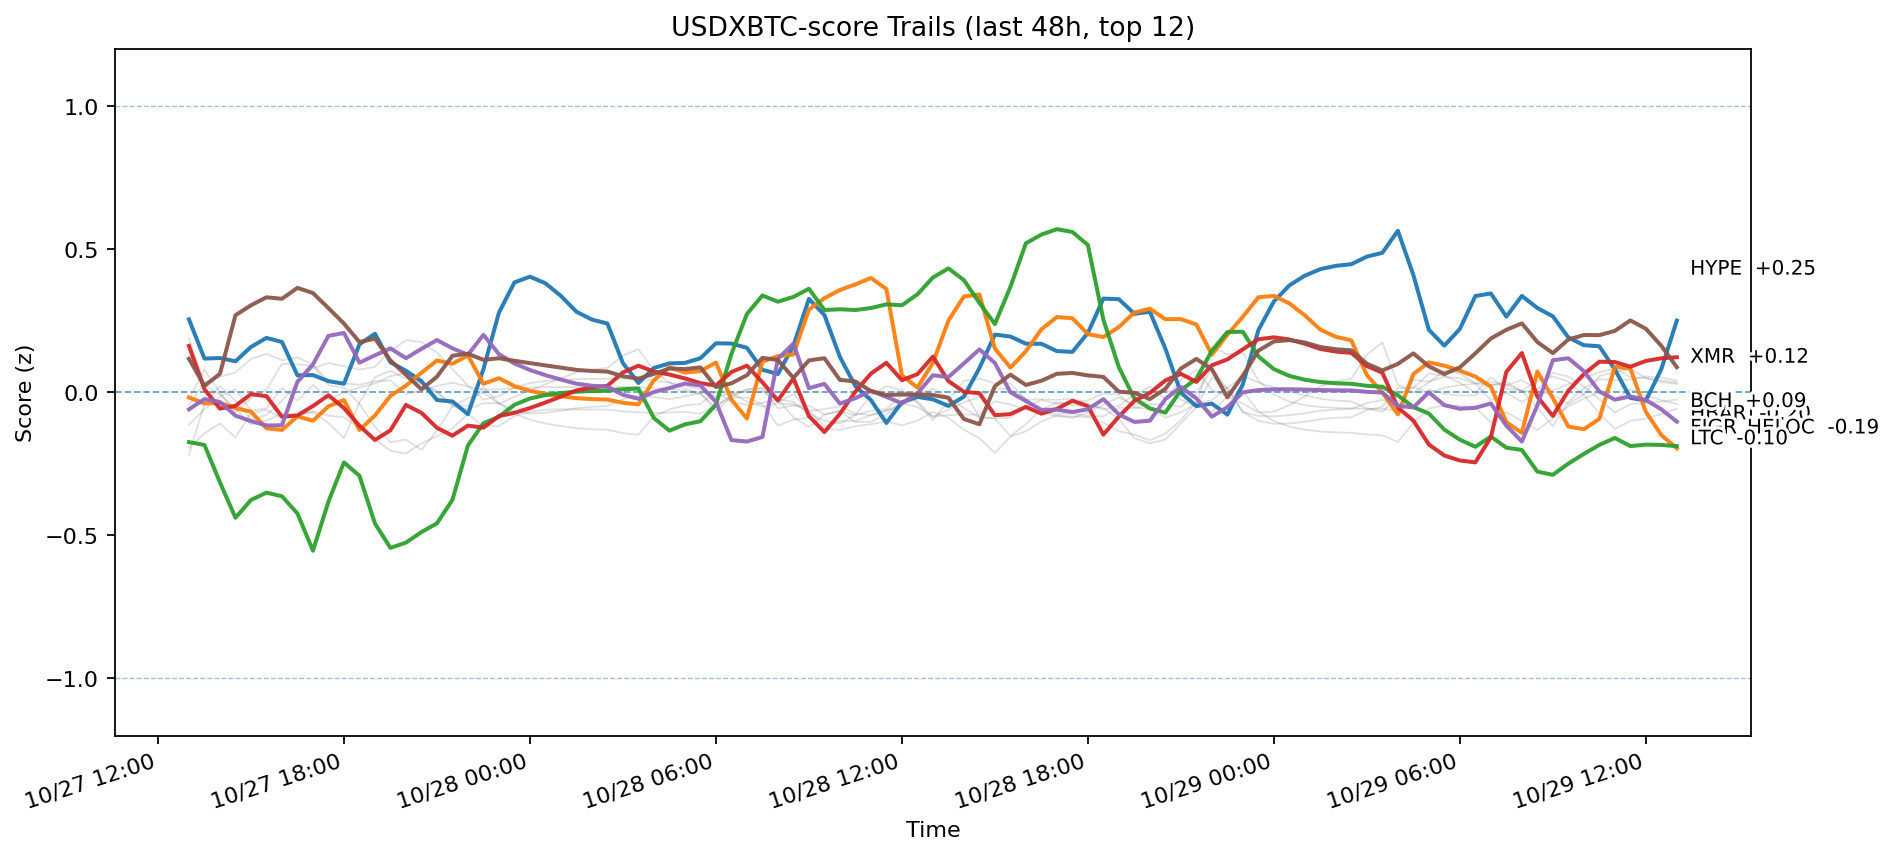 USDXBTC-score Trails (last 48h, top 12)
Score (z)
1.0
0.5
0.0
−0.5
−1.0
HYPE +0.25
XMR +0.12
BCH +0.09
-0.19
LTC -0.10
10/27 12:00
10/27 18:00
10/28 00:00
10/28 06:00
10/28 12:00
10/28 18:00
10/29 00:00
10/29 06:00
10/29 12:00
Time